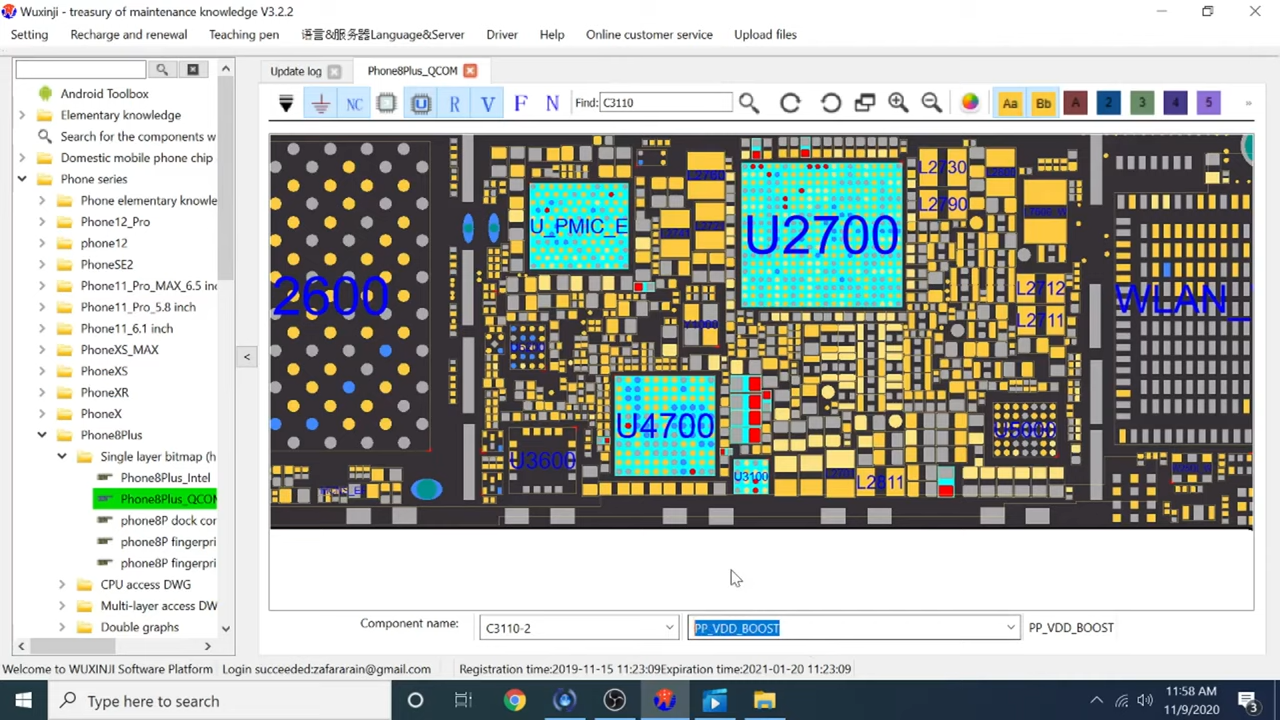 Wuxinji - treasury of maintenance knowledge V3.2.2
Setting Recharge and renewal Teaching pen 语言&服务器Language&Server Driver Help Online customer service Upload files
Update log Phone8Plus_QCOM
NC U R V F N Find: C3110 Aa Bb A 2 3 4 5 »
Android Toolbox
Elementary knowledge
Search for the components w
Domestic mobile phone chip
Phone series
Phone elementary knowle
Phone12_Pro
phone12
PhoneSE2
Phone11_Pro_MAX_6.5 inc
Phone11_Pro_5.8 inch
Phone11_6.1 inch
PhoneXS_MAX
PhoneXS
PhoneXR
PhoneX
Phone8Plus
Single layer bitmap (h
Phone8Plus_Intel
Phone8Plus_QCOM
phone8P dock cor
phone8P fingerpri
phone8P fingerpri
CPU access DWG
Multi-layer access DW
Double graphs
<
2600
U_PMIC_E
U2700
L2730
L2790
L2712
L2711
WLAN_
U4700
U3600
U3100
L2811
U5000
Component name: C3110-2 PP_VDD_BOOST PP_VDD_BOOST
Welcome to WUXINJI Software Platform Login succeeded:zafararain@gmail.com Registration time:2019-11-15 11:23:09Expiration time:2021-01-20 11:23:09
Type here to search
11:58 AM
11/9/2020
3